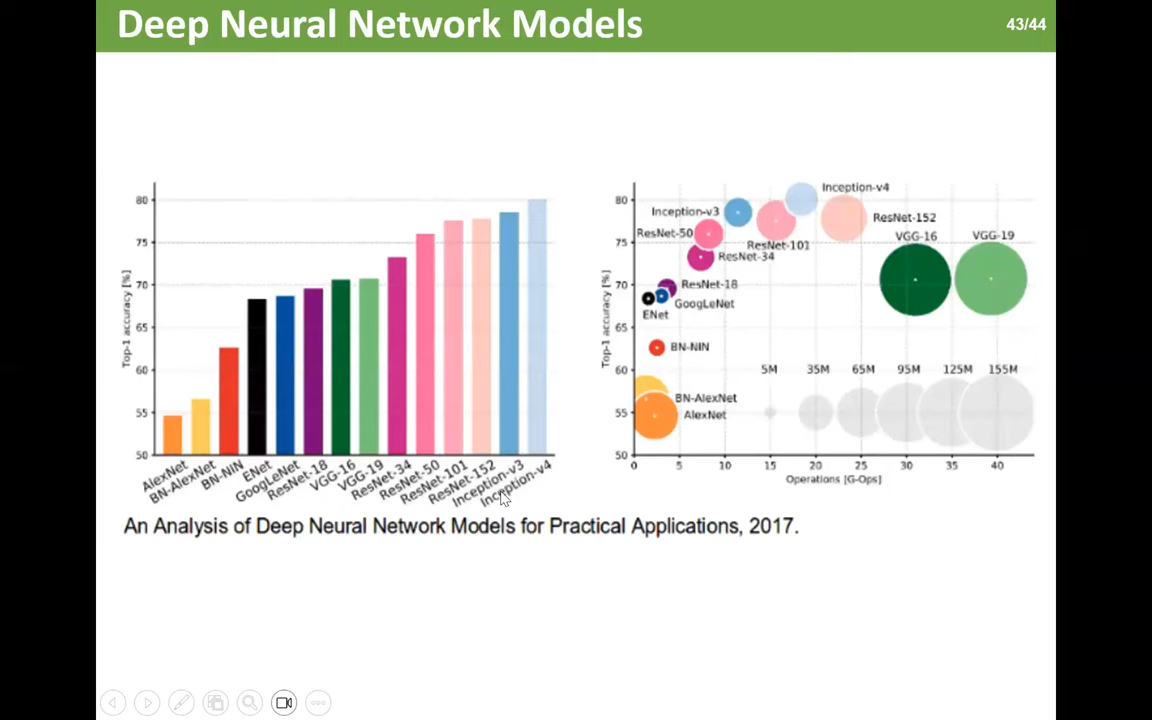 Deep Neural Network Models
43/44
80
75
70
65
60
55
50
Top-1 accuracy [%]
AlexNet
BN-AlexNet
BN-NIN
ENet
GoogLeNet
ResNet-18
VGG-16
VGG-19
ResNet-34
ResNet-50
ResNet-101
ResNet-152
Inception-v3
Inception-v4
80
75
70
65
60
55
50
Top-1 accuracy [%]
Inception-v4
Inception-v3
ResNet-152
ResNet-50
VGG-16
VGG-19
ResNet-101
ResNet-34
ResNet-18
GoogLeNet
ENet
BN-NIN
5M
35M
65M
95M
125M
155M
BN-AlexNet
AlexNet
0
5
10
15
20
25
30
35
40
Operations [G-Ops]
An Analysis of Deep Neural Network Models for Practical Applications, 2017.